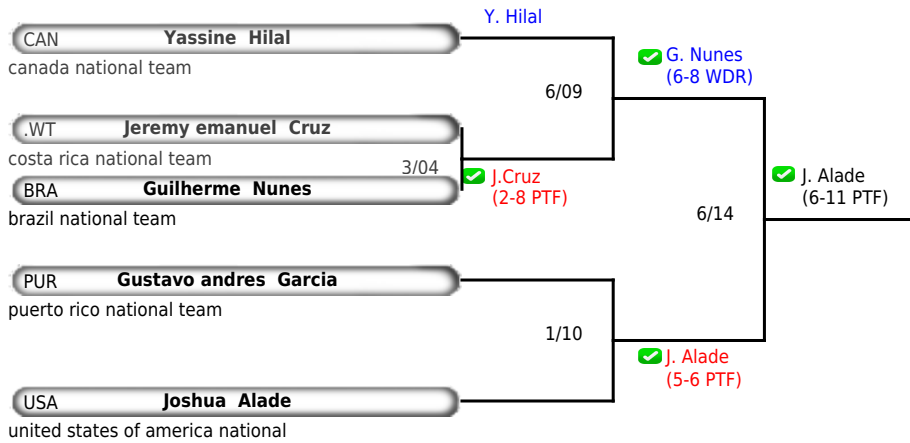 Y. Hilal
CAN Yassine Hilal
canada national team
G. Nunes
(6-8 WDR)
6/09
.WT Jeremy emanuel Cruz
costa rica national team
3/04
J.Cruz
(2-8 PTF)
BRA Guilherme Nunes
brazil national team
J. Alade
(6-11 PTF)
6/14
PUR Gustavo andres Garcia
puerto rico national team
1/10
J. Alade
(5-6 PTF)
USA Joshua Alade
united states of america national